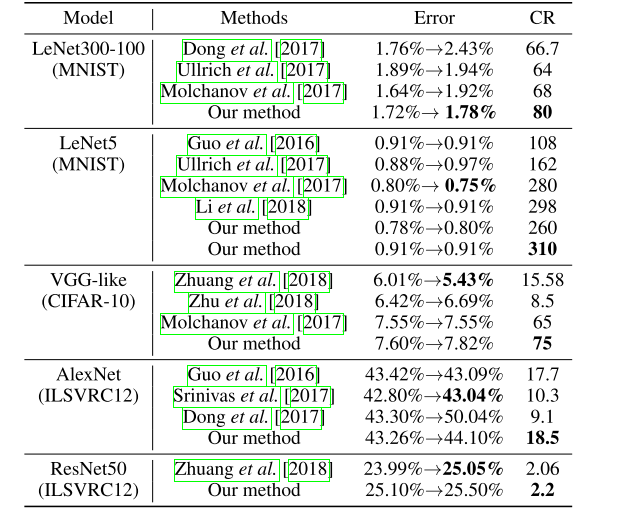 Model Methods Error CR
LeNet300-100 Dong et al. [2017] 1.76%→2.43% 66.7
(MNIST) Ullrich et al. [2017] 1.89%→1.94% 64
Molchanov et al. [2017] 1.64%→1.92% 68
Our method 1.72%→ 1.78% 80
LeNet5 Guo et al. [2016] 0.91%→0.91% 108
(MNIST) Ullrich et al. [2017] 0.88%→0.97% 162
Molchanov et al. [2017] 0.80%→ 0.75% 280
Li et al. [2018] 0.91%→0.91% 298
Our method 0.78%→0.80% 260
Our method 0.91%→0.91% 310
VGG-like Zhuang et al. [2018] 6.01%→5.43% 15.58
(CIFAR-10) Zhu et al. [2018] 6.42%→6.69% 8.5
Molchanov et al. [2017] 7.55%→7.55% 65
Our method 7.60%→7.82% 75
AlexNet Guo et al. [2016] 43.42%→43.09% 17.7
(ILSVRC12) Srinivas et al. [2017] 42.80%→43.04% 10.3
Dong et al. [2017] 43.30%→50.04% 9.1
Our method 43.26%→44.10% 18.5
ResNet50 Zhuang et al. [2018] 23.99%→25.05% 2.06
(ILSVRC12) Our method 25.10%→25.50% 2.2